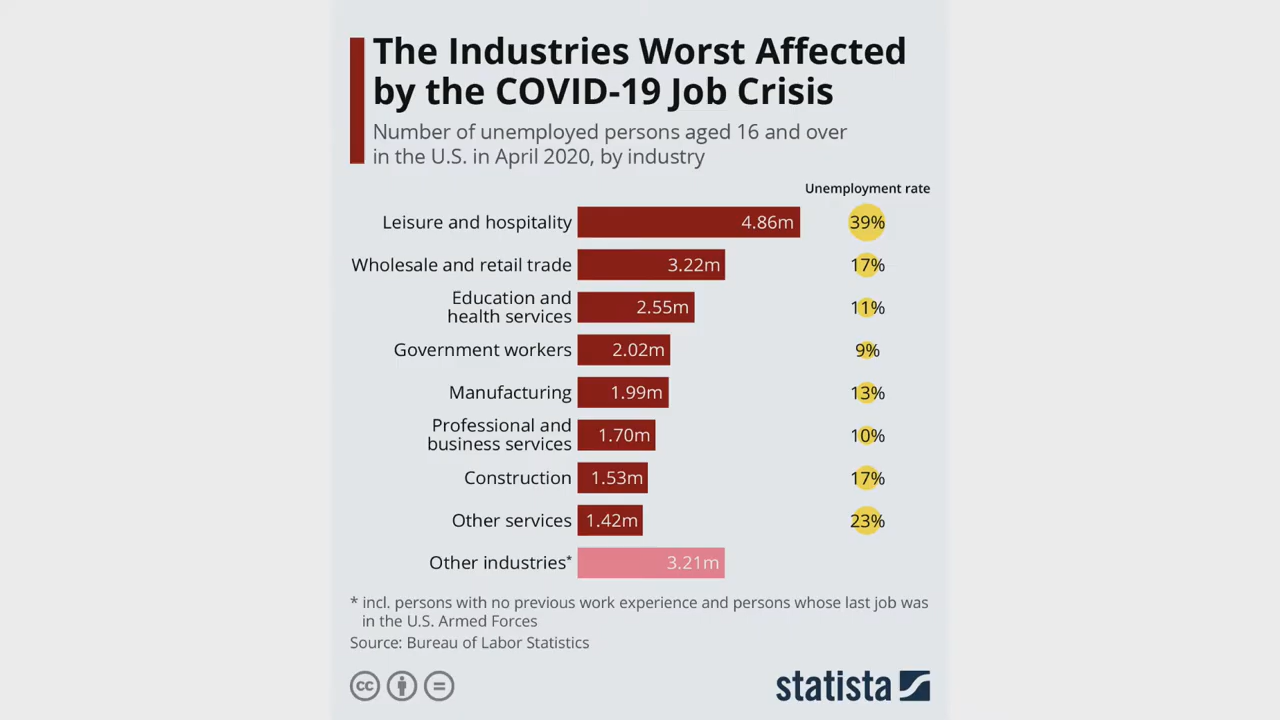 The Industries Worst Affected
by the COVID-19 Job Crisis
Number of unemployed persons aged 16 and over
in the U.S. in April 2020, by industry
Unemployment rate
Leisure and hospitality 4.86m 39%
Wholesale and retail trade 3.22m 17%
Education and
health services 2.55m 11%
Government workers 2.02m 9%
Manufacturing 1.99m 13%
Professional and
business services 1.70m 10%
Construction 1.53m 17%
Other services 1.42m 23%
Other industries* 3.21m
* incl. persons with no previous work experience and persons whose last job was
in the U.S. Armed Forces
Source: Bureau of Labor Statistics
cc = statista